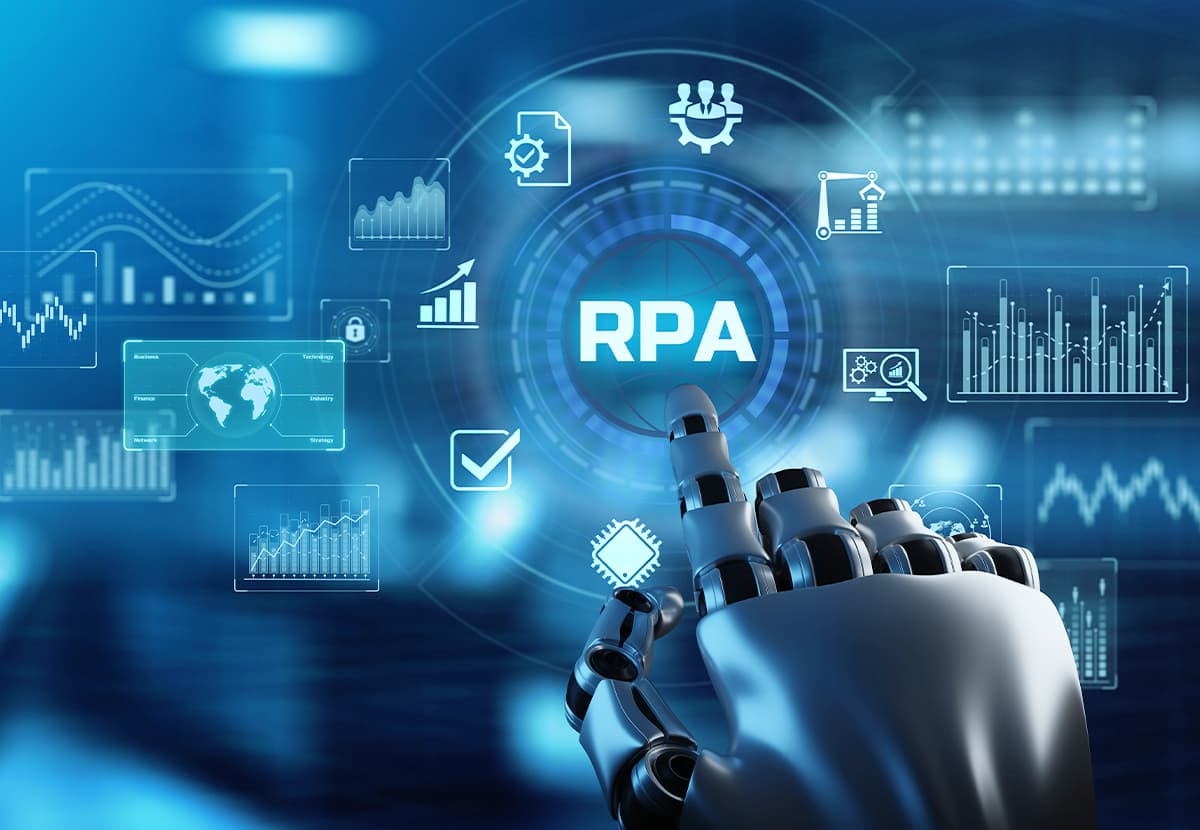 RPA
Business
Technology
Finance
Industry
Network
Strategy